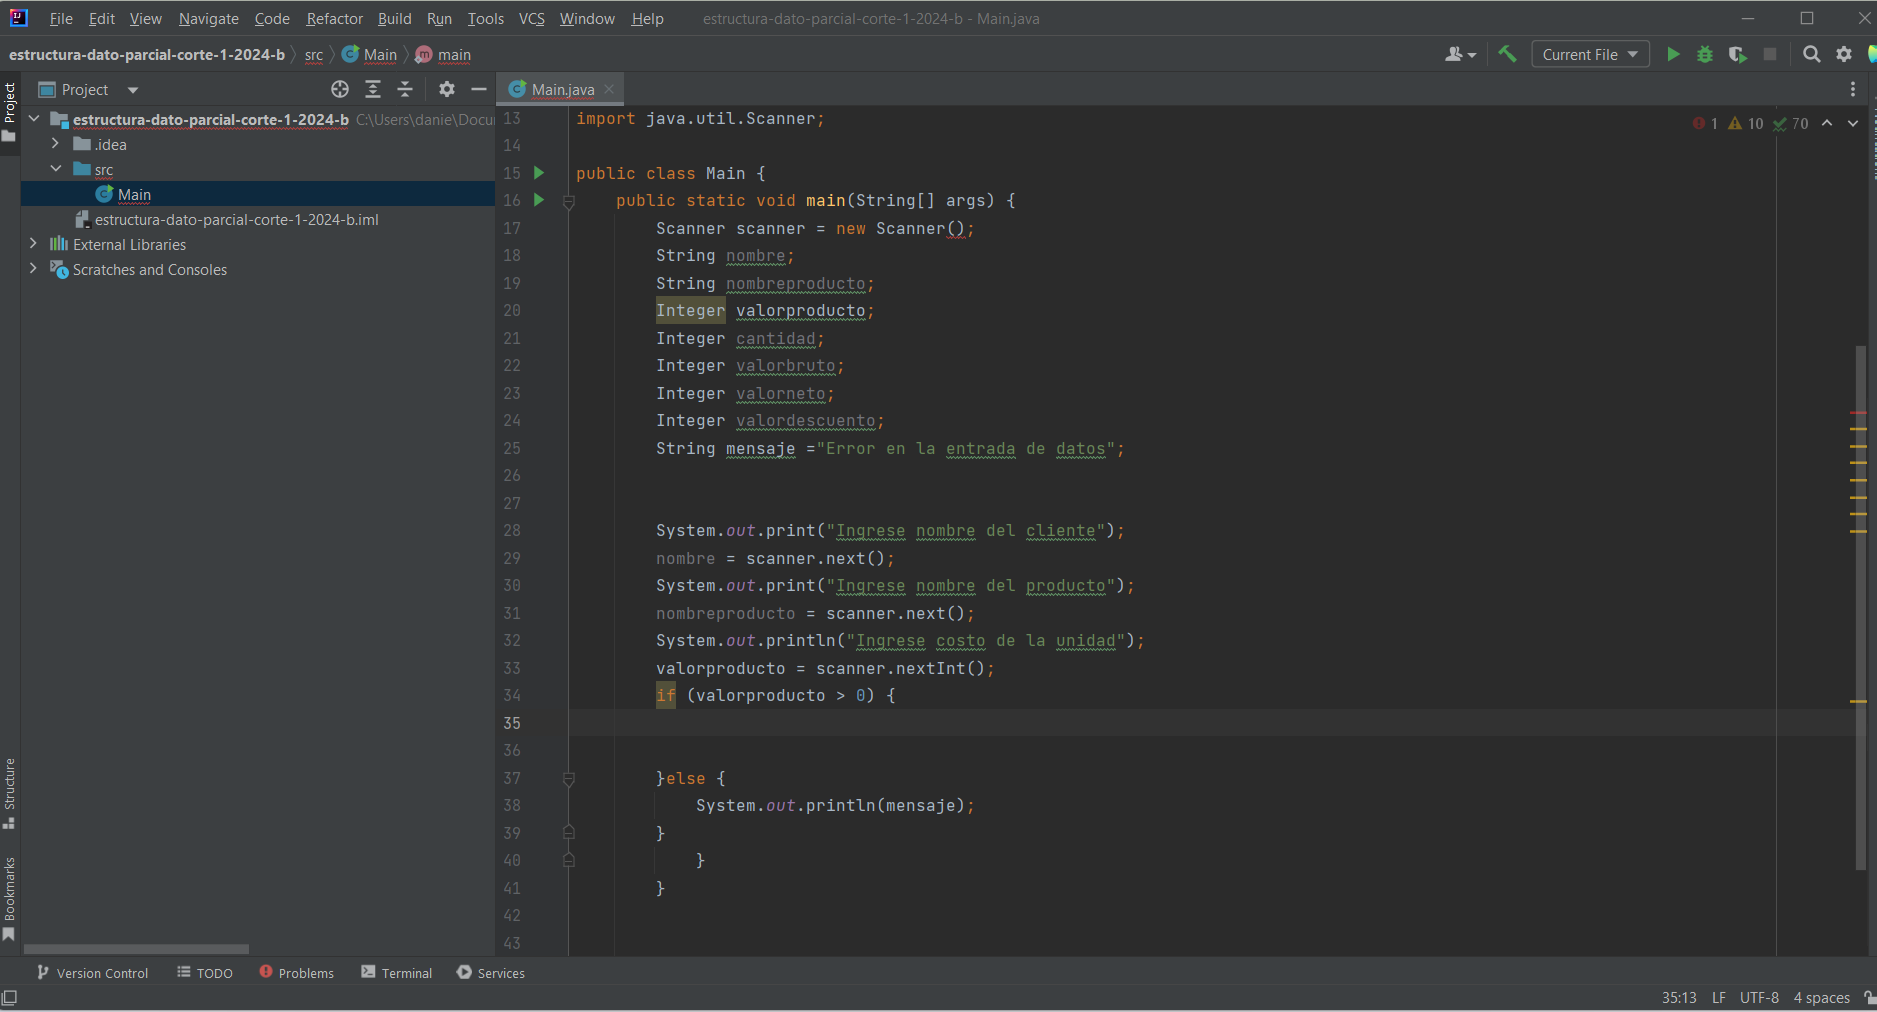 File Edit View Navigate Code Refactor Build Run Tools VCS Window Help estructura-dato-parcial-corte-1-2024-b - Main.java
estructura-dato-parcial-corte-1-2024-b src Main main Current File
Project
Project
Main.java
estructura-dato-parcial-corte-1-2024-b C:\Users\danie\Docu
.idea
src
Main
estructura-dato-parcial-corte-1-2024-b.iml
External Libraries
Scratches and Consoles
1 10 70
13 import java.util.Scanner;
14
15 public class Main {
16 public static void main(String[] args) {
17 Scanner scanner = new Scanner();
18 String nombre;
19 String nombreproducto;
20 Integer valorproducto;
21 Integer cantidad;
22 Integer valorbruto;
23 Integer valorneto;
24 Integer valordescuento;
25 String mensaje ="Error en la entrada de datos";
26
27
28 System.out.print("Ingrese nombre del cliente");
29 nombre = scanner.next();
30 System.out.print("Ingrese nombre del producto");
31 nombreproducto = scanner.next();
32 System.out.println("Ingrese costo de la unidad");
33 valorproducto = scanner.nextInt();
34 if (valorproducto > 0) {
35
36
37 }else {
38 System.out.println(mensaje);
39 }
40 }
41 }
42
43
Structure
Bookmarks
Version Control TODO Problems Terminal Services
35:13 LF UTF-8 4 spaces